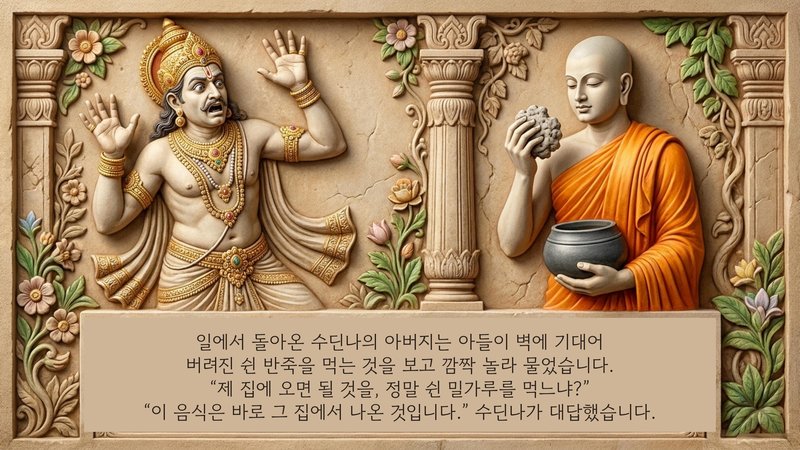 일에서 돌아온 수딘나의 아버지는 아들이 벽에 기대어
버려진 쉰 반죽을 먹는 것을 보고 깜짝 놀라 물었습니다.
“제 집에 오면 될 것을, 정말 쉰 밀가루를 먹느냐?”
“이 음식은 바로 그 집에서 나온 것입니다.” 수딘나가 대답했습니다.